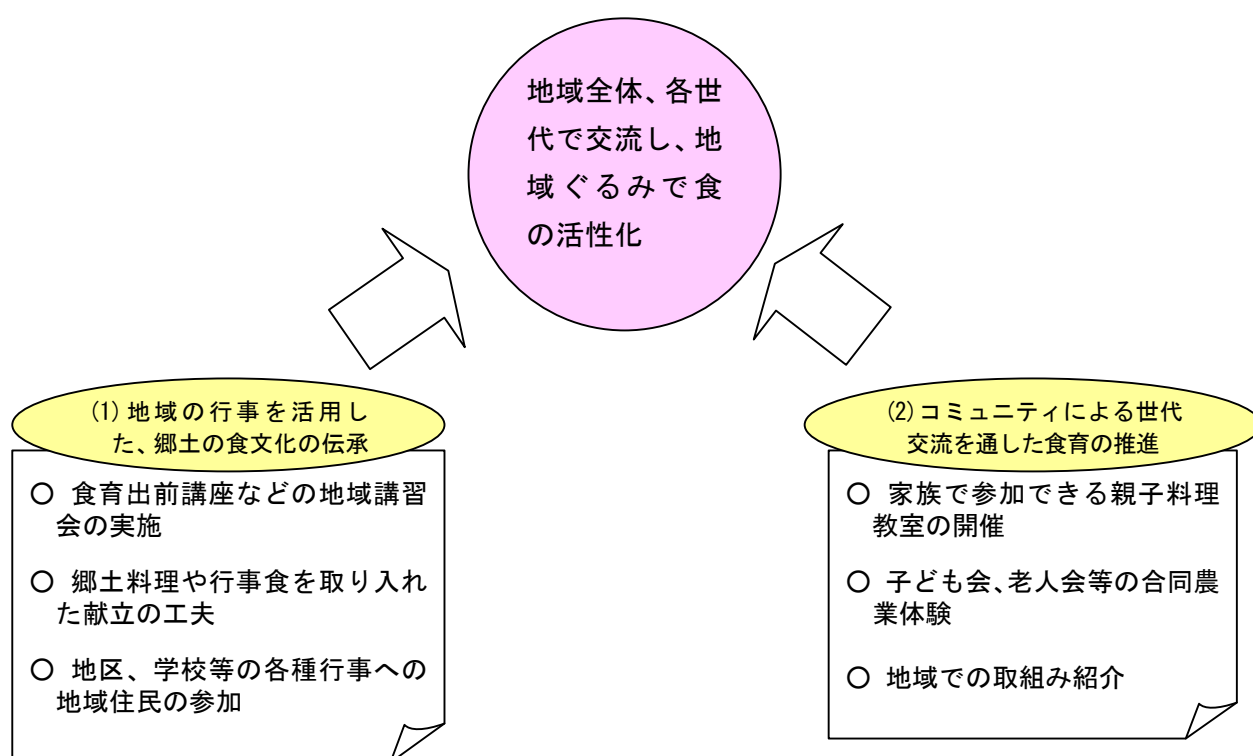 地域全体、各世
代で交流し、地
域ぐるみで食
の活性化
(1)地域の行事を活用し
た、郷土の食文化の伝承
○ 食育出前講座などの地域講習
会の実施
○ 郷土料理や行事食を取り入れ
た献立の工夫
○ 地区、学校等の各種行事への
地域住民の参加
(2)コミュニティによる世代
交流を通した食育の推進
○ 家族で参加できる親子料理
教室の開催
○ 子ども会、老人会等の合同農
業体験
○ 地域での取組み紹介